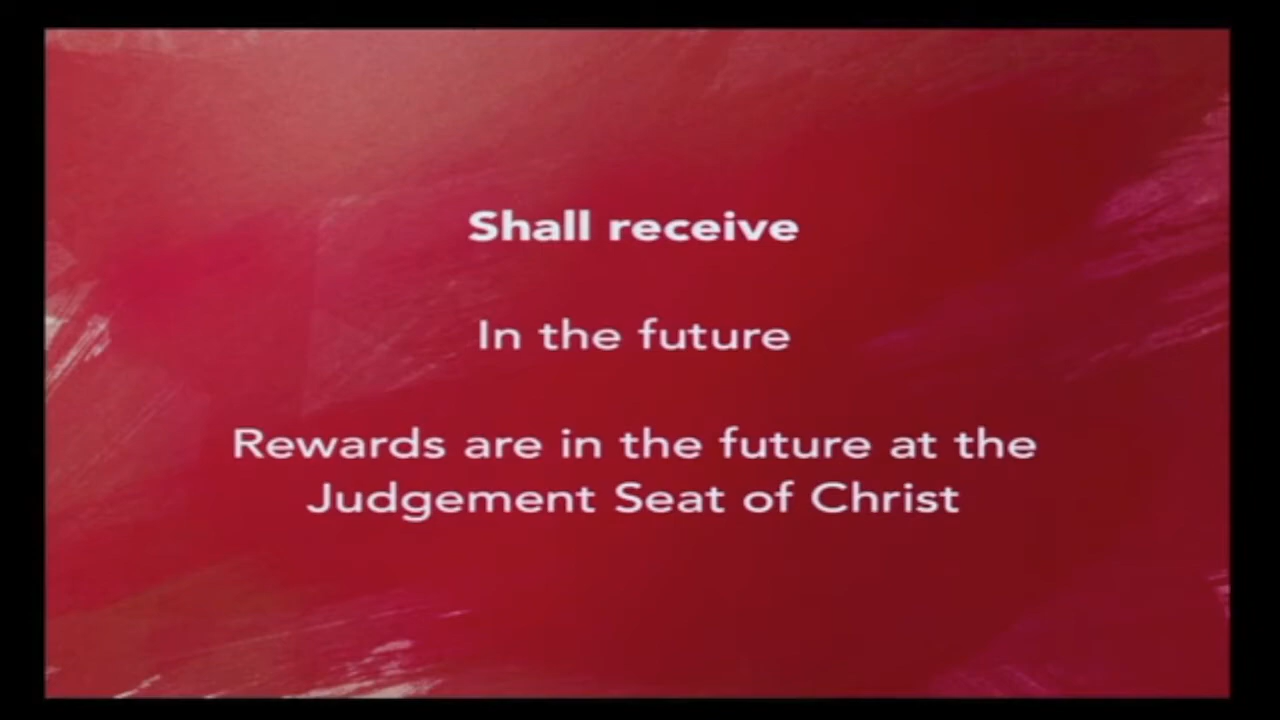 Shall receive
In the future
Rewards are in the future at the
Judgement Seat of Christ